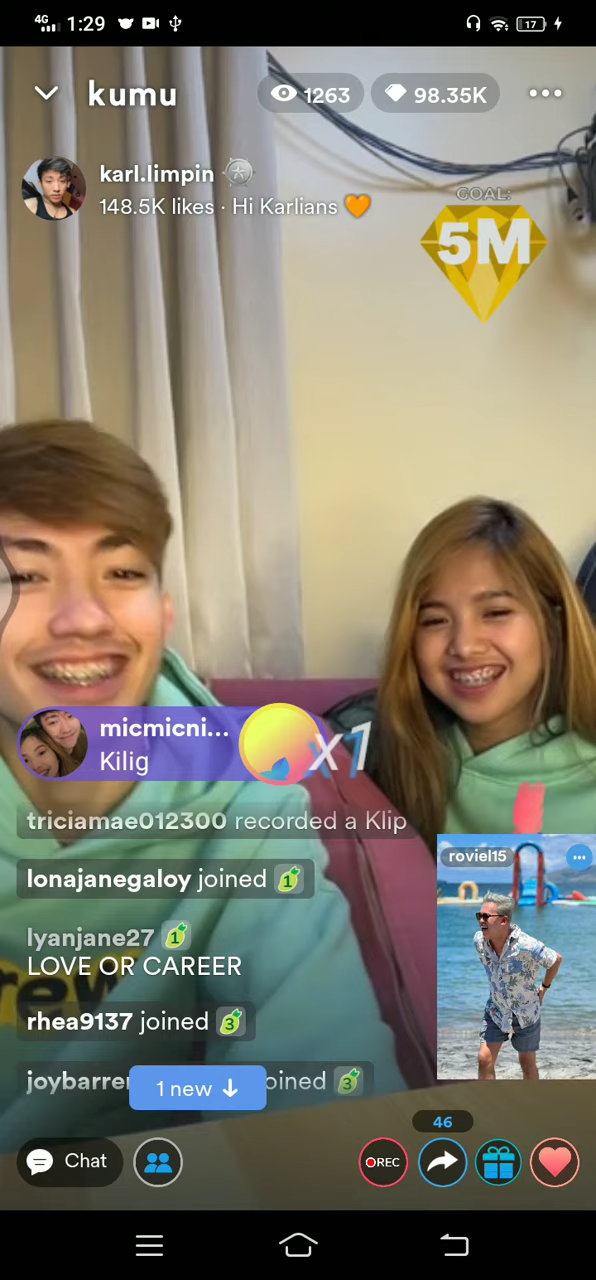 4G 1:29 17
kumu 1263 98.35K
karl.limpin
148.5K likes · Hi Karlians 🧡
GOAL:
5M
micmicni... x1
Kilig
triciamae012300 recorded a Klip
lonajanegaloy joined 1
roviel15
lyanjane27 1
LOVE OR CAREER
rhea9137 joined 3
joybarrer oined 3
1 new ↓
46
Chat
REC